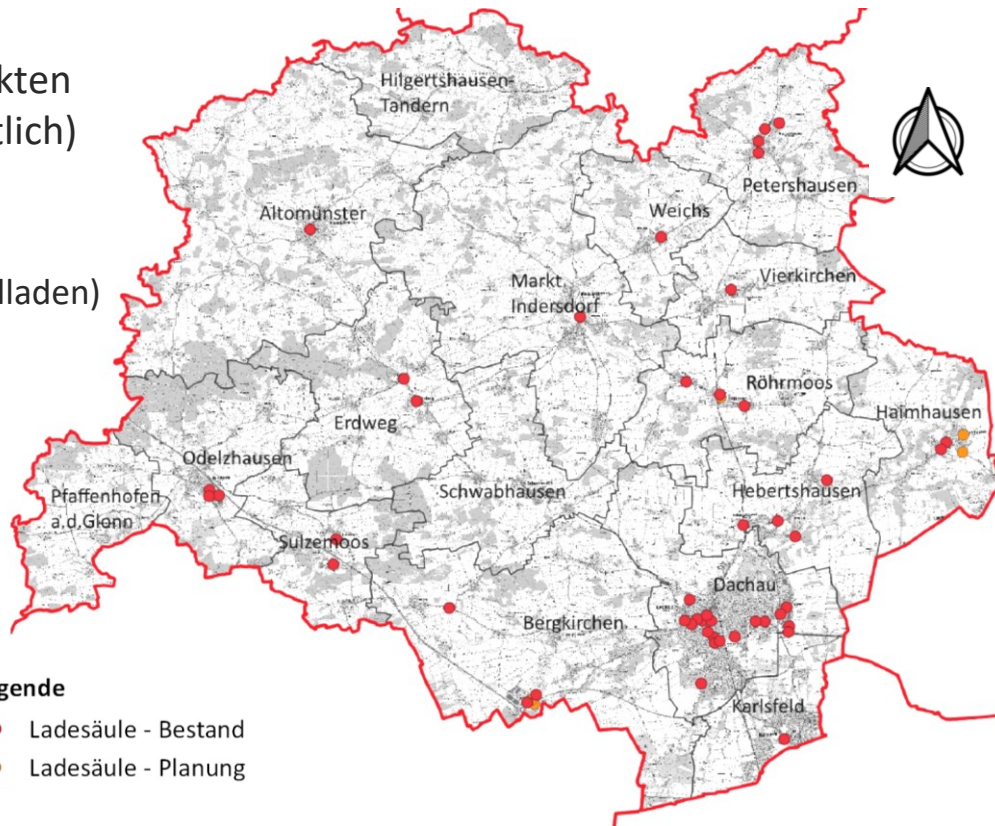 kten
tlich)
lladen)
Hilgertshausen-
Tandern
Petershausen
Altomünster
Weichs
Vierkirchen
Markt
Indersdorf
Röhrmoos
Haimhausen
Erdweg
Odelzhausen
Schwabhausen
Hebertshausen
Pfaffenhofen
a.d.Glonn
Sulzemoos
Dachau
Bergkirchen
Karlsfeld
gende
Ladesäule - Bestand
Ladesäule - Planung